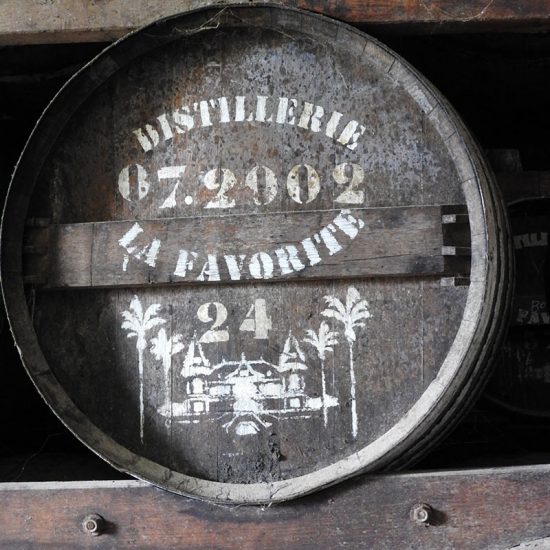 DISTILLERIE
07.2002
LA FAVORITE
24